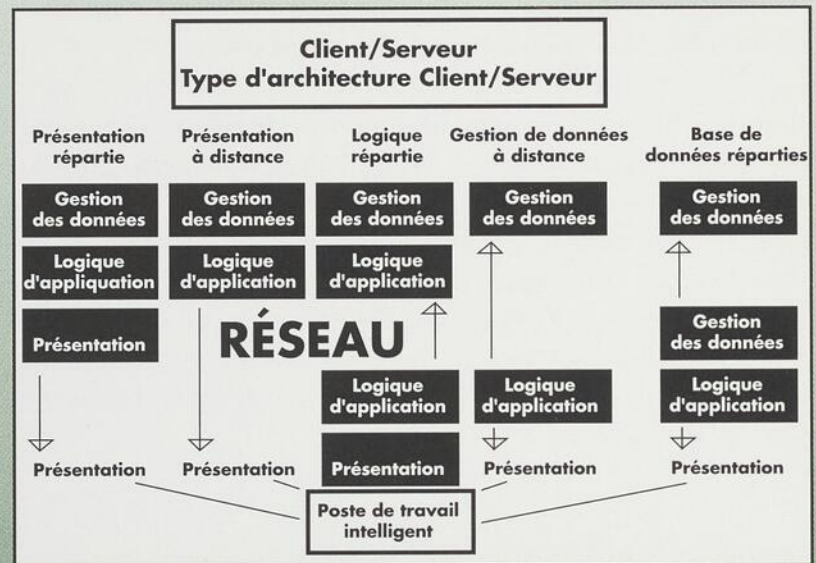 Client/Serveur
Type d'architecture Client/Serveur
Présentation
répartie
Présentation
à distance
Logique
répartie
Gestion de données
à distance
Base de
données réparties
Gestion
des données
Gestion
des données
Gestion
des données
Gestion
des données
Gestion
des données
Logique
d'appliquation
Logique
d'application
Logique
d'application
Présentation
RÉSEAU
Gestion
des données
Logique
d'application
Logique
d'application
Logique
d'application
Présentation
Présentation
Présentation
Présentation
Présentation
Poste de travail
intelligent